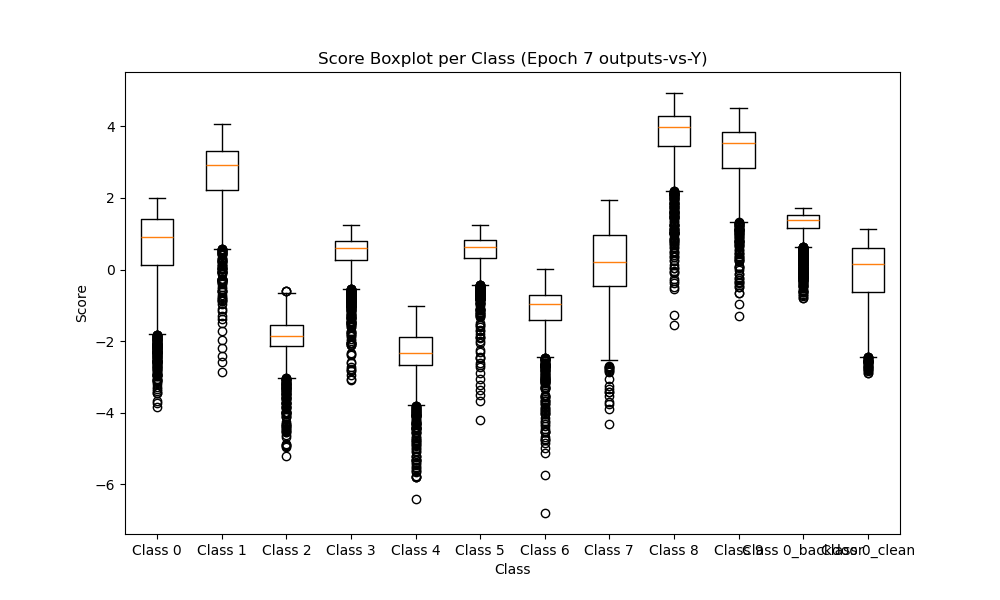 Score Boxplot per Class (Epoch 7 outputs-vs-Y)
Score
4
2
0
−2
−4
−6
Class 0 Class 1 Class 2 Class 3 Class 4 Class 5 Class 6 Class 7 Class 8 Class 9 Class 0_backdoor Class 0_clean
Class